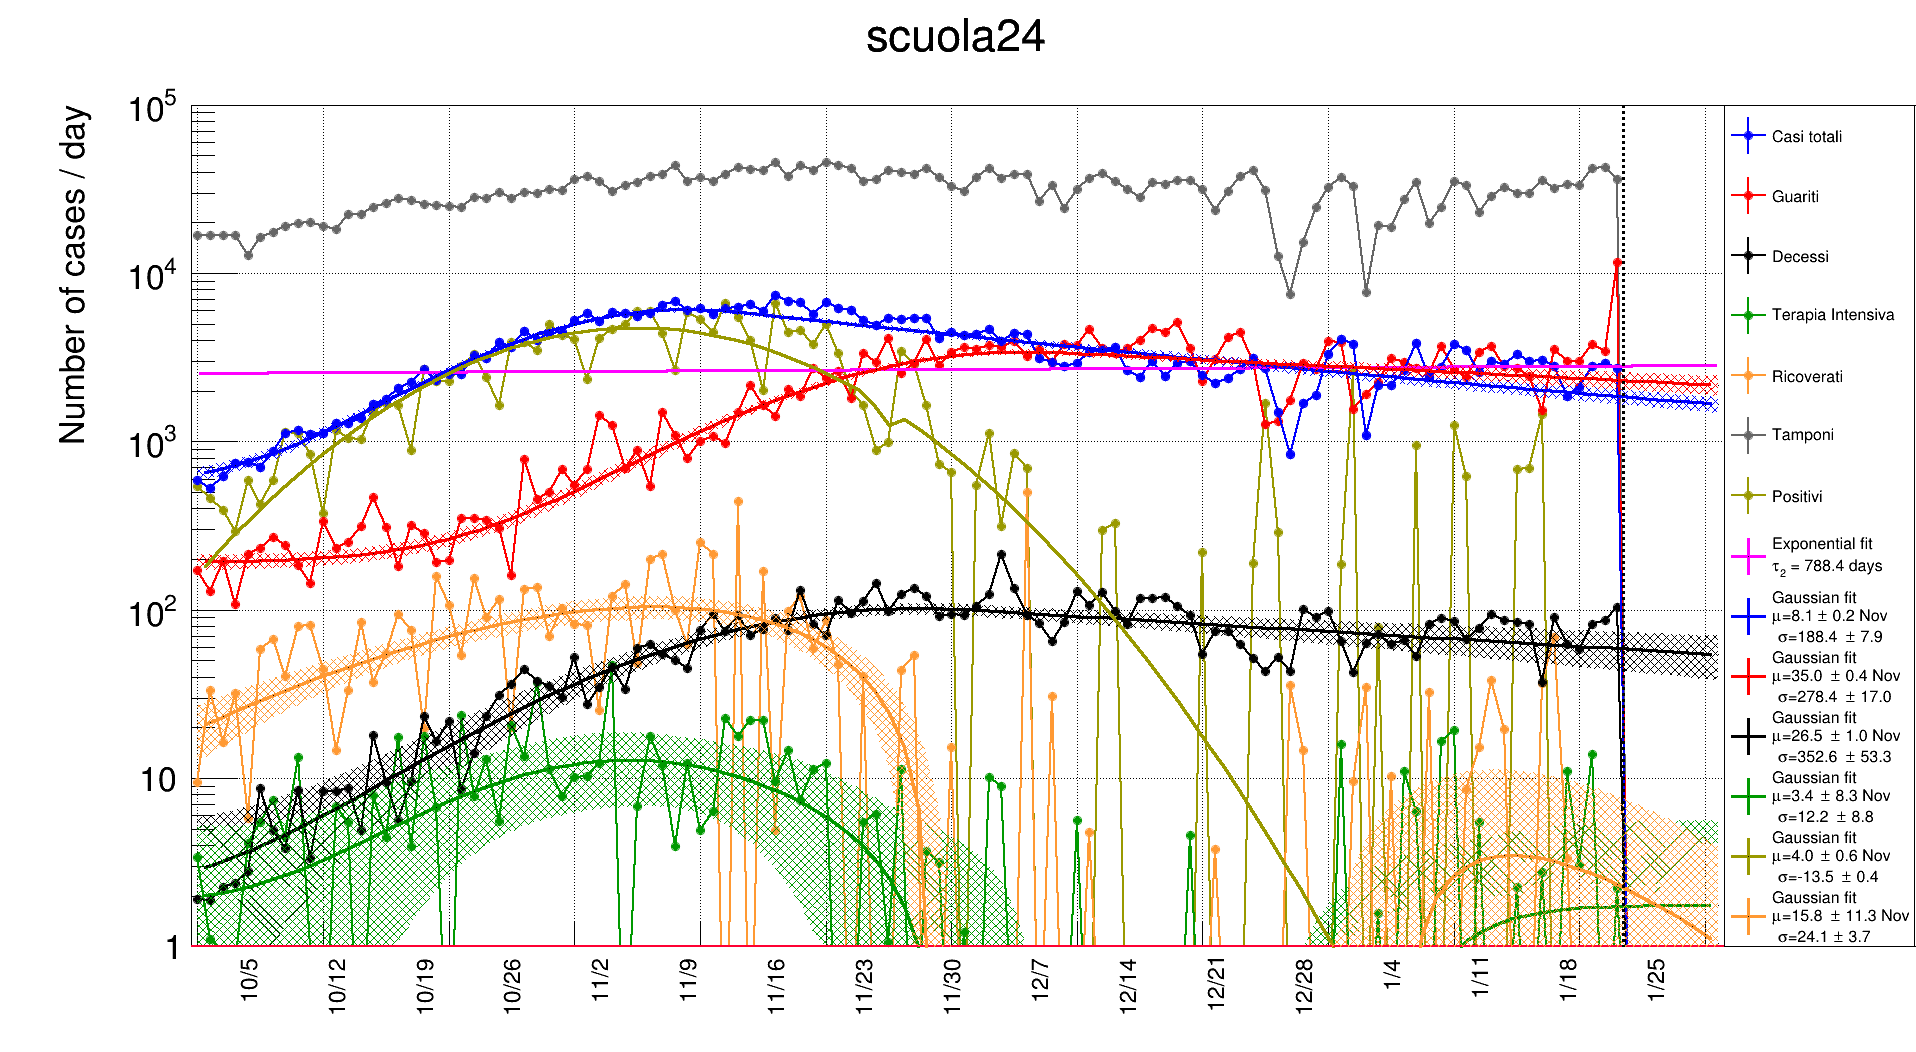 scuola24
Number of cases / day
10^5
10^4
10^3
10^2
10
1
10/5
10/12
10/19
10/26
11/2
11/9
11/16
11/23
11/30
12/7
12/14
12/21
12/28
1/4
1/11
1/18
1/25
Casi totali
Guariti
Decessi
Terapia Intensiva
Ricoverati
Tamponi
Positivi
Exponential fit
τ₂ = 788.4 days
Gaussian fit
μ=8.1 ± 0.2 Nov
σ=188.4 ± 7.9
Gaussian fit
μ=35.0 ± 0.4 Nov
σ=278.4 ± 17.0
Gaussian fit
μ=26.5 ± 1.0 Nov
σ=352.6 ± 53.3
Gaussian fit
μ=3.4 ± 8.3 Nov
σ=12.2 ± 8.8
Gaussian fit
μ=4.0 ± 0.6 Nov
σ=-13.5 ± 0.4
Gaussian fit
μ=15.8 ± 11.3 Nov
σ=24.1 ± 3.7